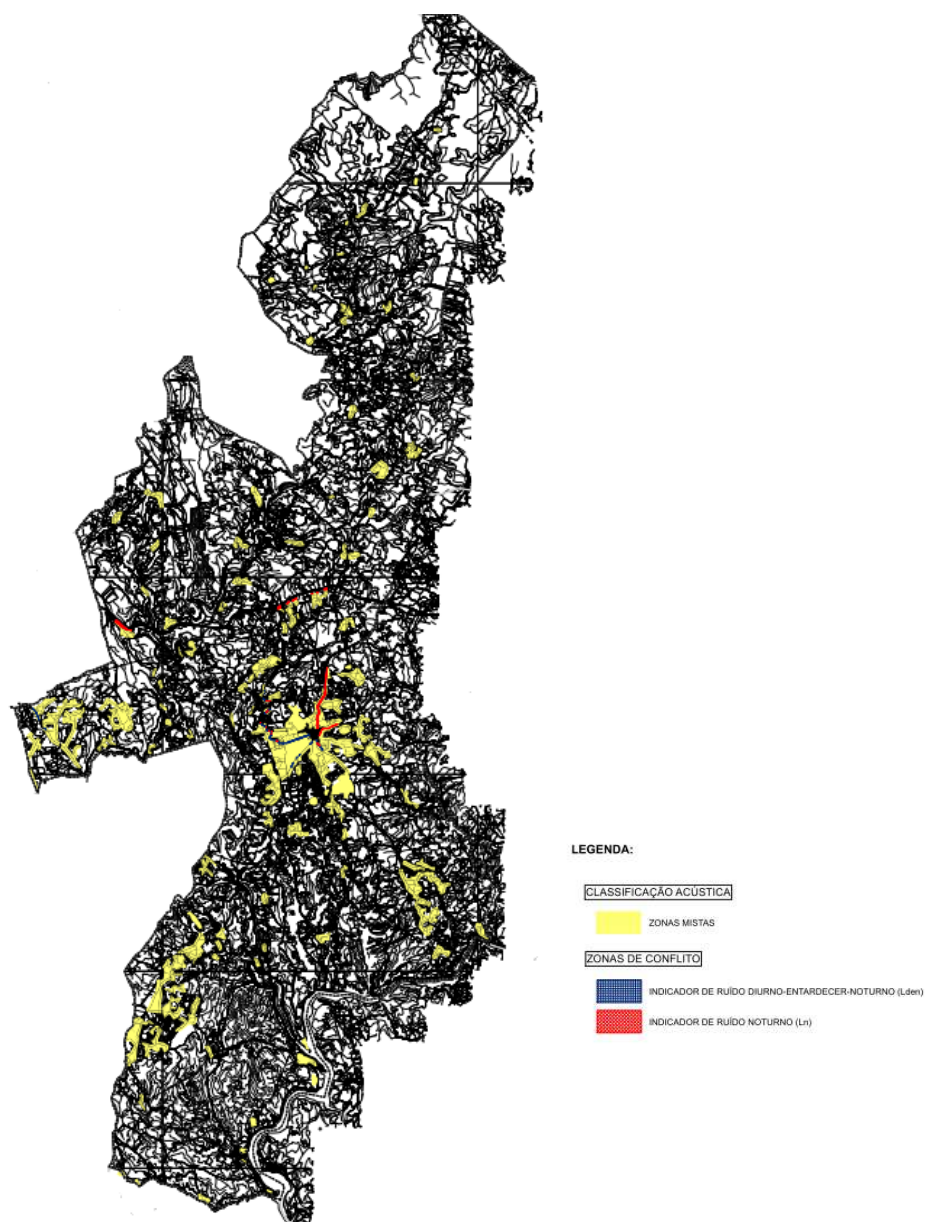 LEGENDA:
CLASSIFICAÇÃO ACÚSTICA
ZONAS MISTAS
ZONAS DE CONFLITO
INDICADOR DE RUÍDO DIURNO-ENTARDECER-NOTURNO (Lden)
INDICADOR DE RUÍDO NOTURNO (Ln)